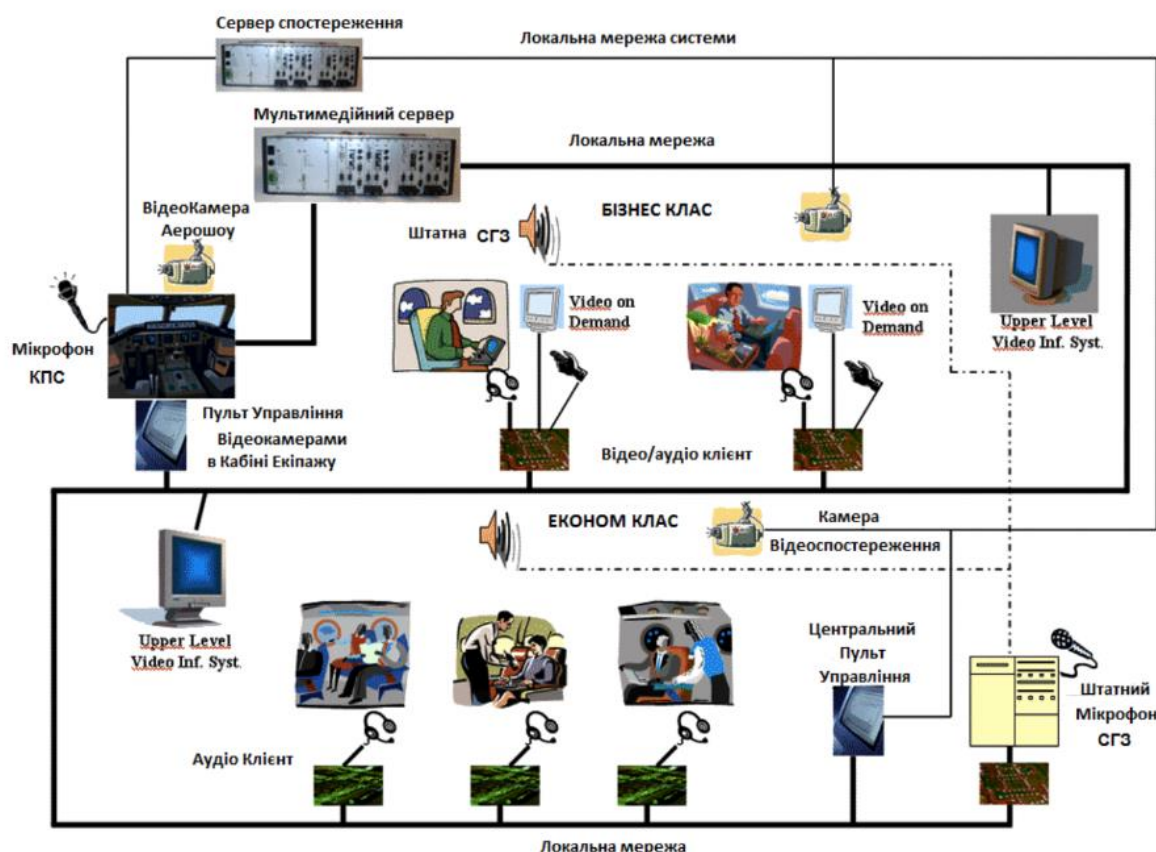 Сервер спостереження
Локальна мережа системи
Мультимедійний сервер
Локальна мережа
ВідеоКамера
Аерошоу
Штатна СГЗ
БІЗНЕС КЛАС
Video on
Demand
Video on
Demand
Upper Level
Video Inf. Syst.
Мікрофон
КПС
Пульт Управління
Відеокамерами
в Кабіні Екіпажу
Відео/аудіо клієнт
ЕКОНОМ КЛАС
Камера
Відеоспостереження
Upper Level
Video Inf. Syst.
Центральний
Пульт
Управління
Штатний
Мікрофон
СГЗ
Аудіо Клієнт
Локальна мережа